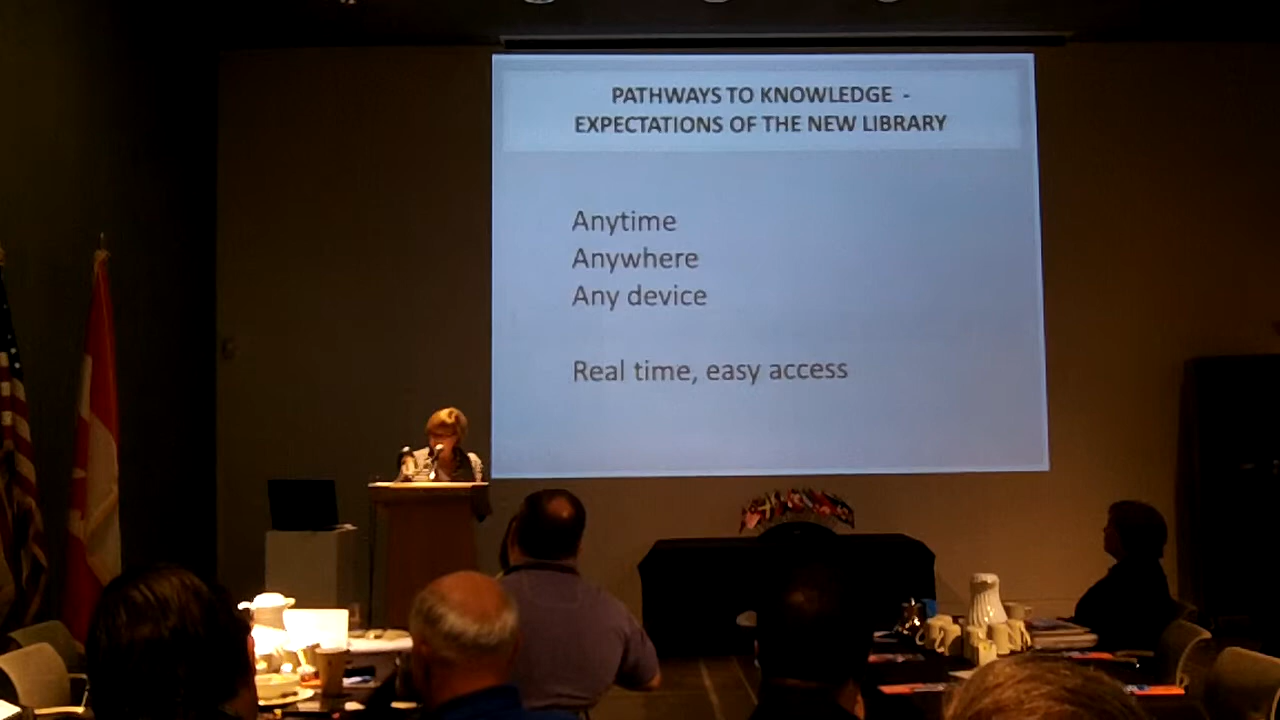 PATHWAYS TO KNOWLEDGE -
EXPECTATIONS OF THE NEW LIBRARY
Anytime
Anywhere
Any device
Real time, easy access